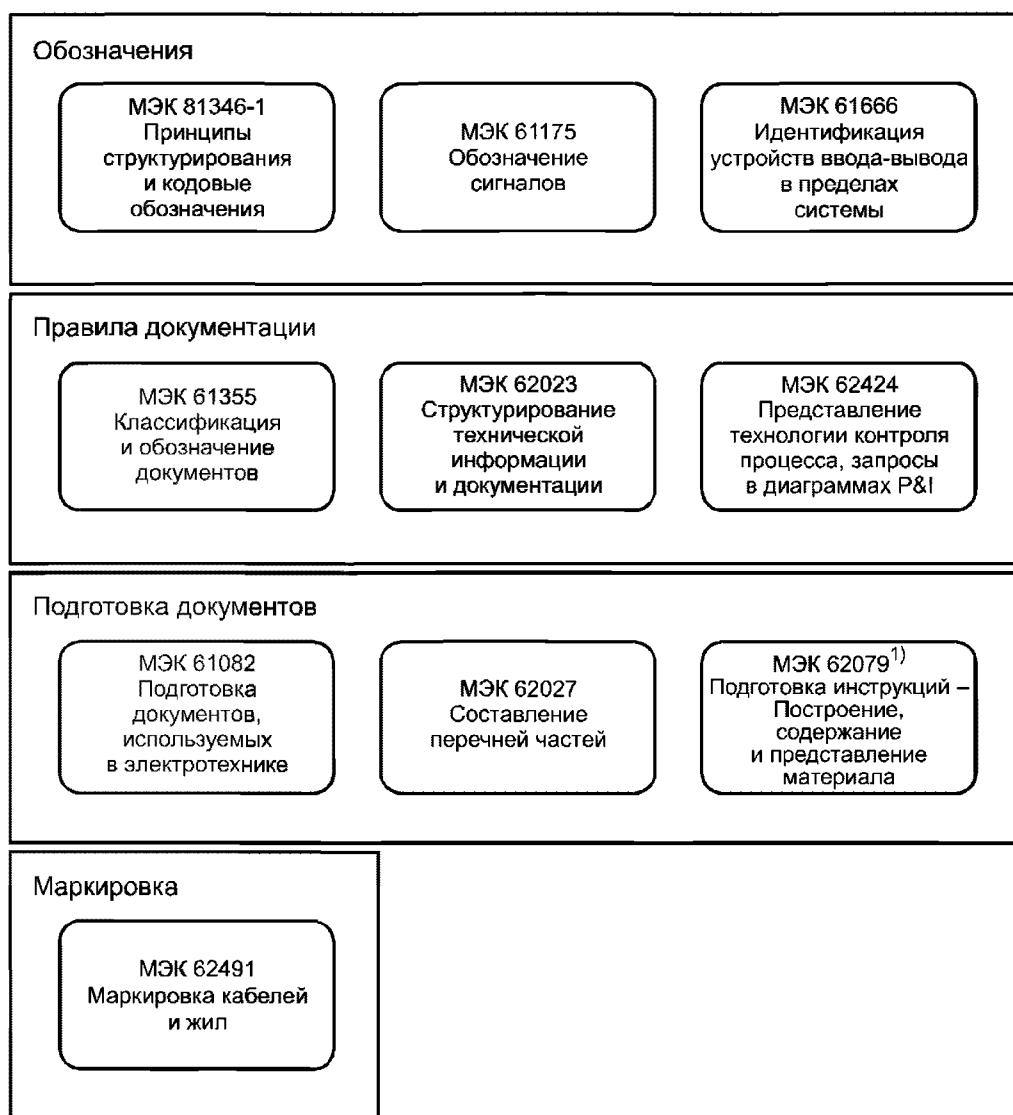 Обозначения
МЭК 81346-1
Принципы
структурирования
и кодовые
обозначения
МЭК 61175
Обозначение
сигналов
МЭК 61666
Идентификация
устройств ввода-вывода
в пределах
системы
Правила документации
МЭК 61355
Классификация
и обозначение
документов
МЭК 62023
Структурирование
технической
информации
и документации
МЭК 62424
Представление
технологии контроля
процесса, запросы
в диаграммах P&I
Подготовка документов
МЭК 61082
Подготовка
документов,
используемых
в электротехнике
МЭК 62027
Составление
перечней частей
МЭК 62079¹⁾
Подготовка инструкций –
Построение,
содержание
и представление
материала
Маркировка
МЭК 62491
Маркировка кабелей
и жил